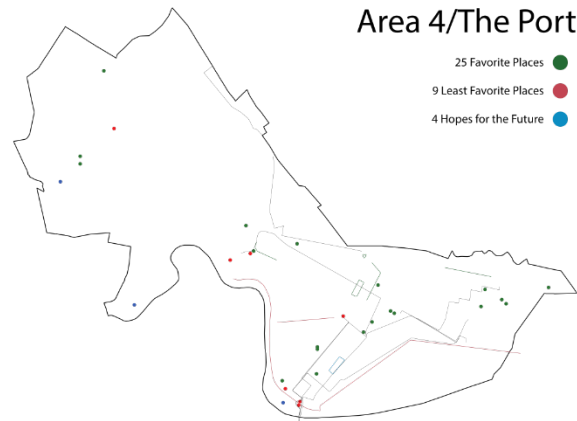 Area 4/The Port
25 Favorite Places
9 Least Favorite Places
4 Hopes for the Future